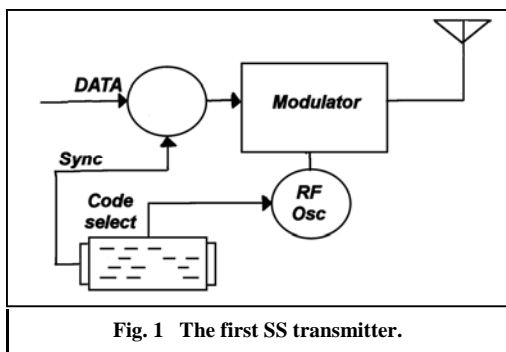 DATA
Modulator
Sync
RF
Osc
Code
select
Fig. 1 The first SS transmitter.